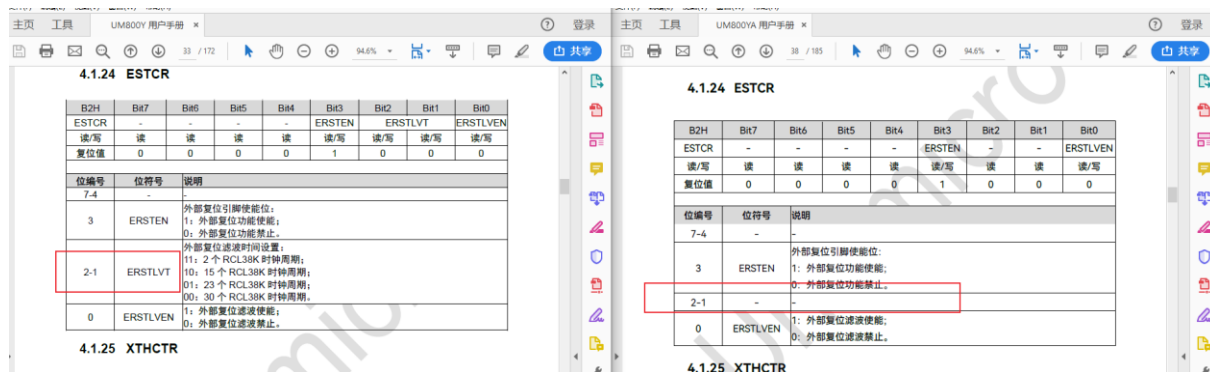 主页 工具 UM800Y 用户手册 × 登录
33 / 172 94.6% 共享
4.1.24 ESTCR
B2H Bit7 Bit6 Bit5 Bit4 Bit3 Bit2 Bit1 Bit0
ESTCR - - - - ERSTEN ERSTLVT ERSTLVEN
读/写 读 读 读 读 读/写 读/写 读/写 读/写
复位值 0 0 0 0 1 0 0 0
位编号 位符号 说明
7-4 - -
3 ERSTEN 外部复位引脚使能位:
1: 外部复位功能使能;
0: 外部复位功能禁止。
2-1 ERSTLVT 外部复位滤波时间设置:
11: 2 个 RCL38K 时钟周期;
10: 15 个 RCL38K 时钟周期;
01: 23 个 RCL38K 时钟周期;
00: 30 个 RCL38K 时钟周期。
0 ERSTLVEN 1: 外部复位滤波使能;
0: 外部复位滤波禁止。
4.1.25 XTHCTR
主页 工具 UM800YA 用户手册 × 登录
38 / 185 94.6% 共享
4.1.24 ESTCR
B2H Bit7 Bit6 Bit5 Bit4 Bit3 Bit2 Bit1 Bit0
ESTCR - - - - ERSTEN - - ERSTLVEN
读/写 读 读 读 读 读/写 读 读 读/写
复位值 0 0 0 0 1 0 0 0
位编号 位符号 说明
7-4 - -
3 ERSTEN 外部复位引脚使能位:
1: 外部复位功能使能;
0: 外部复位功能禁止。
2-1 - -
0 ERSTLVEN 1: 外部复位滤波使能;
0: 外部复位滤波禁止。
4.1.25 XTHCTR